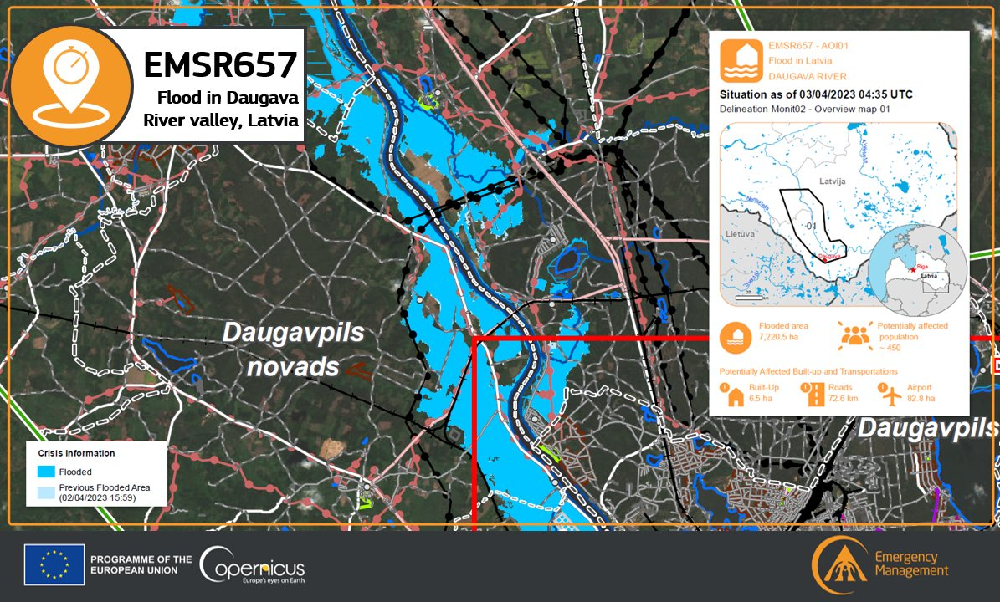 EMSR657
Flood in Daugava
River valley, Latvia
EMSR657 - AOI01
Flood in Latvia
DAUGAVA RIVER
Situation as of 03/04/2023 04:35 UTC
Delineation Monit02 - Overview map 01
Aiviekste
Latvija
Nemunelis
01
Lietuva
Daugava
Riga
Latvia
km
Flooded area
7,220.5 ha
Potentially affected
population
~ 450
Potentially Affected Built-up and Transportations
Built-Up
6.5 ha
Roads
72.6 km
Airport
82.8 ha
Daugavpils
novads
Daugavpils
Crisis Information
Flooded
Previous Flooded Area
(02/04/2023 15:59)
PROGRAMME OF THE
EUROPEAN UNION
Copernicus
Europe's eyes on Earth
Emergency
Management